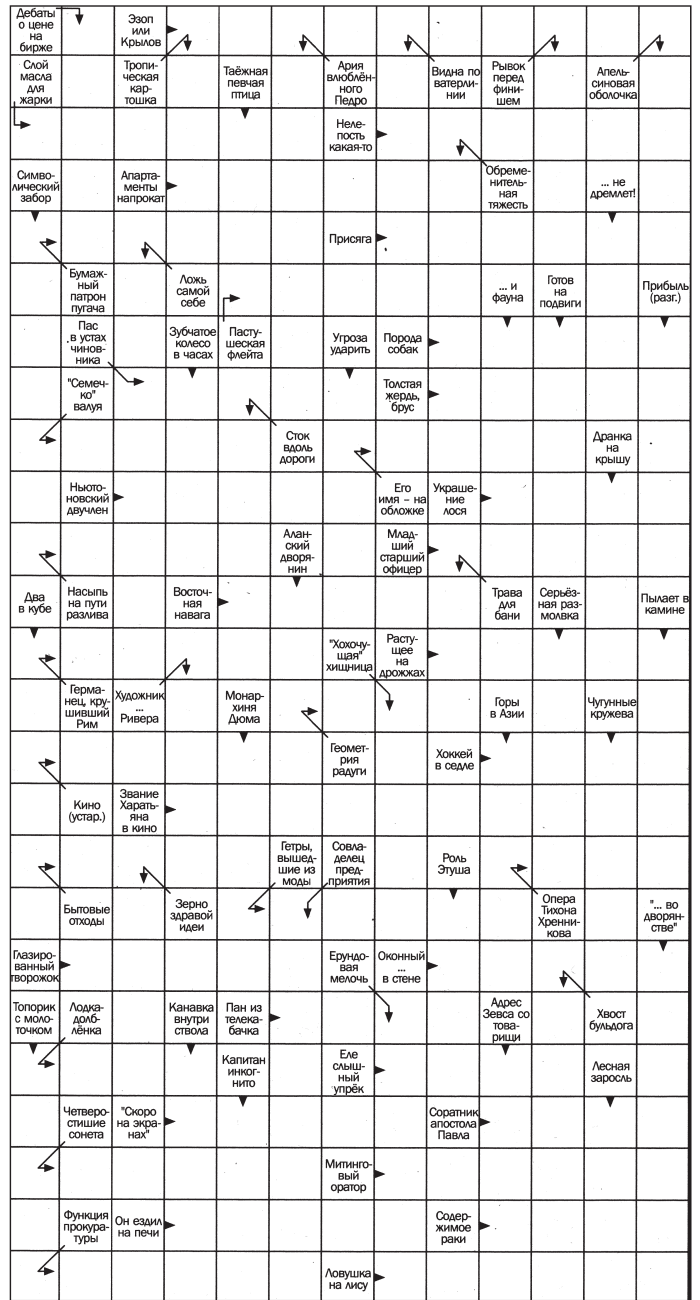 Дебаты
о цене
на
бирже
Эзоп
или
Крылов
Слой
масла
для
жарки
Тропи-
ческая
кар-
тошка
Таёжная
певчая
птица
Ария
влюблён-
ного
Педро
Видна по
ватерли-
нии
Рывок
перед
фини-
шем
Апель-
синовая
оболочка
Неле-
пость
какая-то
Симво-
лический
забор
Апарта-
менты
напрокат
Обреме-
нитель-
ная
тяжесть
... не
дремлет!
Присяга
Бумаж-
ный
патрон
пугача
Ложь
самой
себе
... и
фауна
Готов
на
подвиги
Прибыль
(разг.)
Пас
в устах
чинов-
ника
Зубчатое
колесо
в часах
Пасту-
шеская
флейта
Угроза
ударить
Порода
собак
"Семеч-
ко"
валуя
Толстая
жердь,
брус
Сток
вдоль
дороги
Дранка
на
крышу
Ньюто-
новский
двучлен
Его
имя – на
обложке
Украше-
ние
лося
Алан-
ский
дворя-
нин
Млад-
ший
старший
офицер
Два
в кубе
Насыпь
на пути
разлива
Восточ-
ная
навага
Трава
для
бани
Серьёз-
ная раз-
молвка
Пылает в
камине
"Хохочу-
щая"
хищница
Расту-
щее
на
дрожжах
Герма-
нец, кру-
шивший
Рим
Художник
...
Ривера
Монар-
хиня
Дюма
Горы
в Азии
Чугунные
кружева
Геомет-
рия
радуги
Хоккей
в седле
Кино
(устар.)
Звание
Харать-
яна
в кино
Гетры,
вышед-
шие из
моды
Совла-
делец
пред-
приятия
Роль
Этуша
Бытовые
отходы
Зерно
здравой
идеи
Опера
Тихона
Хренни-
кова
"... во
дворян-
стве"
Глазиро-
ванный
творожок
Ерундо-
вая
мелочь
Оконный
...
в стене
Топорик
с моло-
точком
Лодка-
долб-
лёнка
Канавка
внутри
ствола
Пан из
телека-
бачка
Адрес
Зевса со
това-
рищи
Хвост
бульдога
Капитан
инког-
нито
Еле
слыш-
ный
упрёк
Лесная
заросль
Четверо-
стишие
сонета
"Скоро
на экра-
нах"
Соратник
апостола
Павла
Митинго-
вый
оратор
Функция
прокура-
туры
Он ездил
на печи
Содер-
жимое
раки
Ловушка
на лису